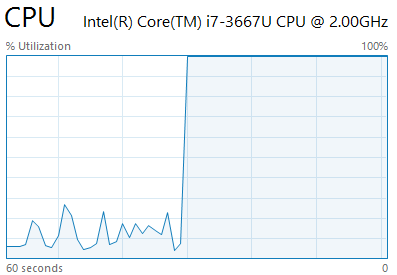 CPU Intel(R) Core(TM) i7-3667U CPU @ 2.00GHz
% Utilization 100%
60 seconds 0